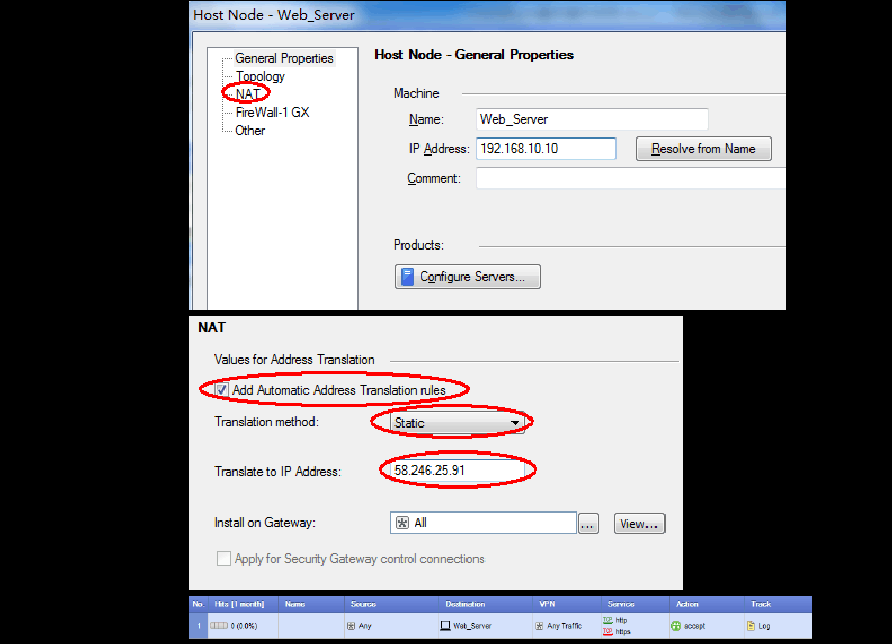 Host Node - Web_Server
General Properties
Topology
NAT
FireWall-1 GX
Other
Host Node - General Properties
Machine
Name: Web_Server
IP Address: 192.168.10.10 Resolve from Name
Comment:
Products:
Configure Servers...
NAT
Values for Address Translation
Add Automatic Address Translation rules
Translation method: Static
Translate to IP Address: 58.246.25.91
Install on Gateway: All ... View...
Apply for Security Gateway control connections
No. Hits [1 month] Name Source Destination VPN Service Action Track
1 0 (0.0%) Any Web_Server Any Traffic TCP http accept Log
TCP https